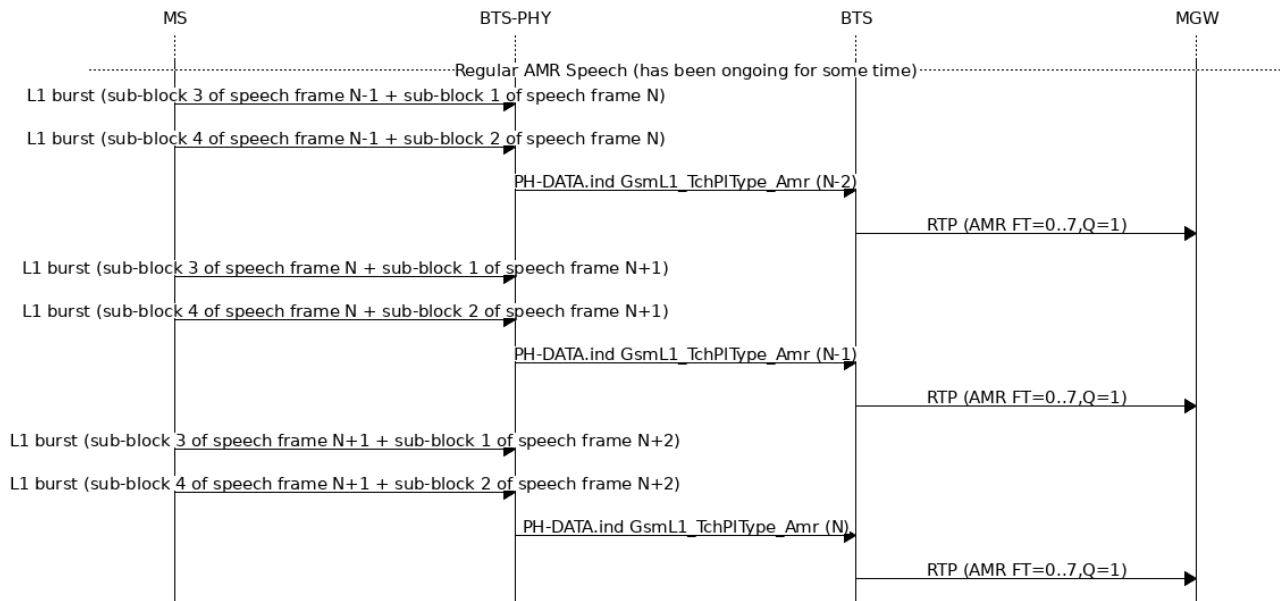 MS BTS-PHY BTS MGW
Regular AMR Speech (has been ongoing for some time)
L1 burst (sub-block 3 of speech frame N-1 + sub-block 1 of speech frame N)
L1 burst (sub-block 4 of speech frame N-1 + sub-block 2 of speech frame N)
PH-DATA.ind GsmL1_TchPlType_Amr (N-2)
RTP (AMR FT=0..7,Q=1)
L1 burst (sub-block 3 of speech frame N + sub-block 1 of speech frame N+1)
L1 burst (sub-block 4 of speech frame N + sub-block 2 of speech frame N+1)
PH-DATA.ind GsmL1_TchPlType_Amr (N-1)
RTP (AMR FT=0..7,Q=1)
L1 burst (sub-block 3 of speech frame N+1 + sub-block 1 of speech frame N+2)
L1 burst (sub-block 4 of speech frame N+1 + sub-block 2 of speech frame N+2)
PH-DATA.ind GsmL1_TchPlType_Amr (N)
RTP (AMR FT=0..7,Q=1)